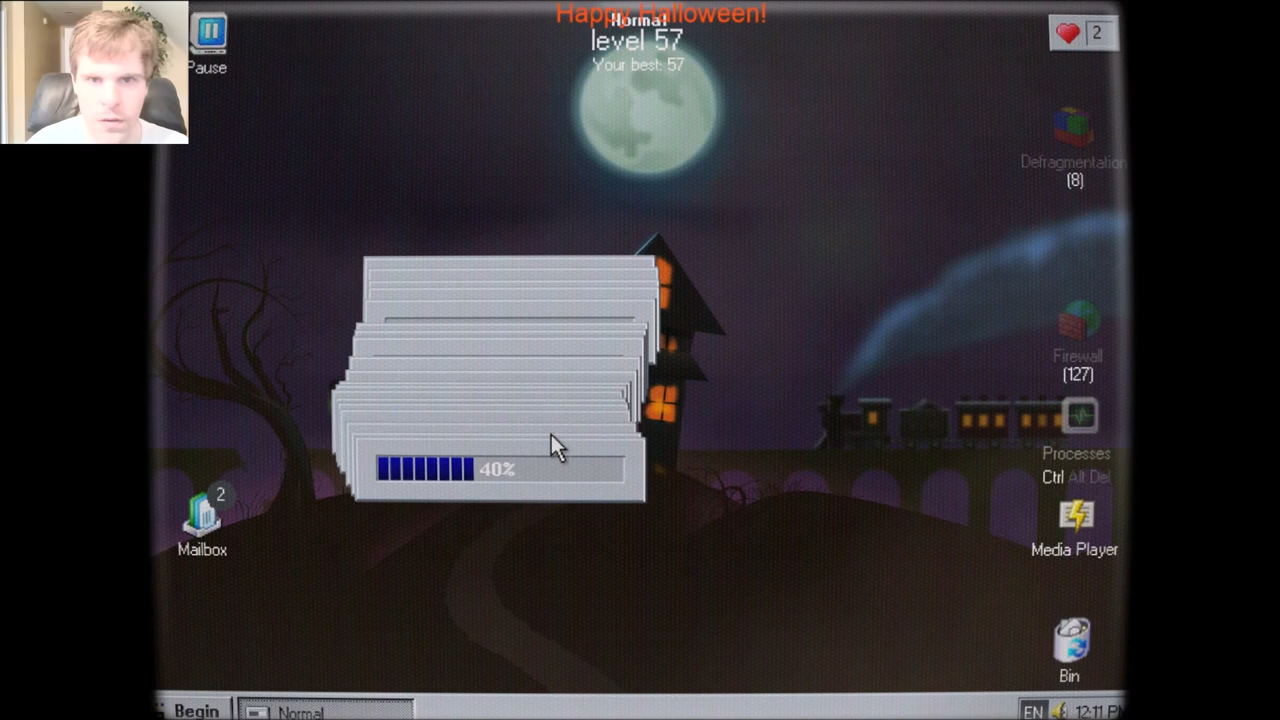 Happy Halloween!
Normal
level 57
Your best: 57
Pause
2
Defragmentation
(8)
Firewall
(127)
Processes
Ctrl Alt Del
40%
2
Mailbox
Media Player
Bin
Begin
Normal
EN
12:11 PM